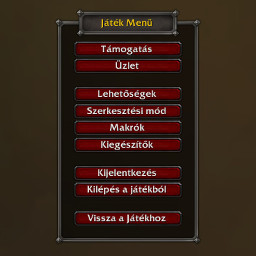 Játék Menü
Támogatás
Üzlet
Lehetőségek
Szerkesztési mód
Makrók
Kiegészítők
Kijelentkezés
Kilépés a játékból
Vissza a Játékhoz